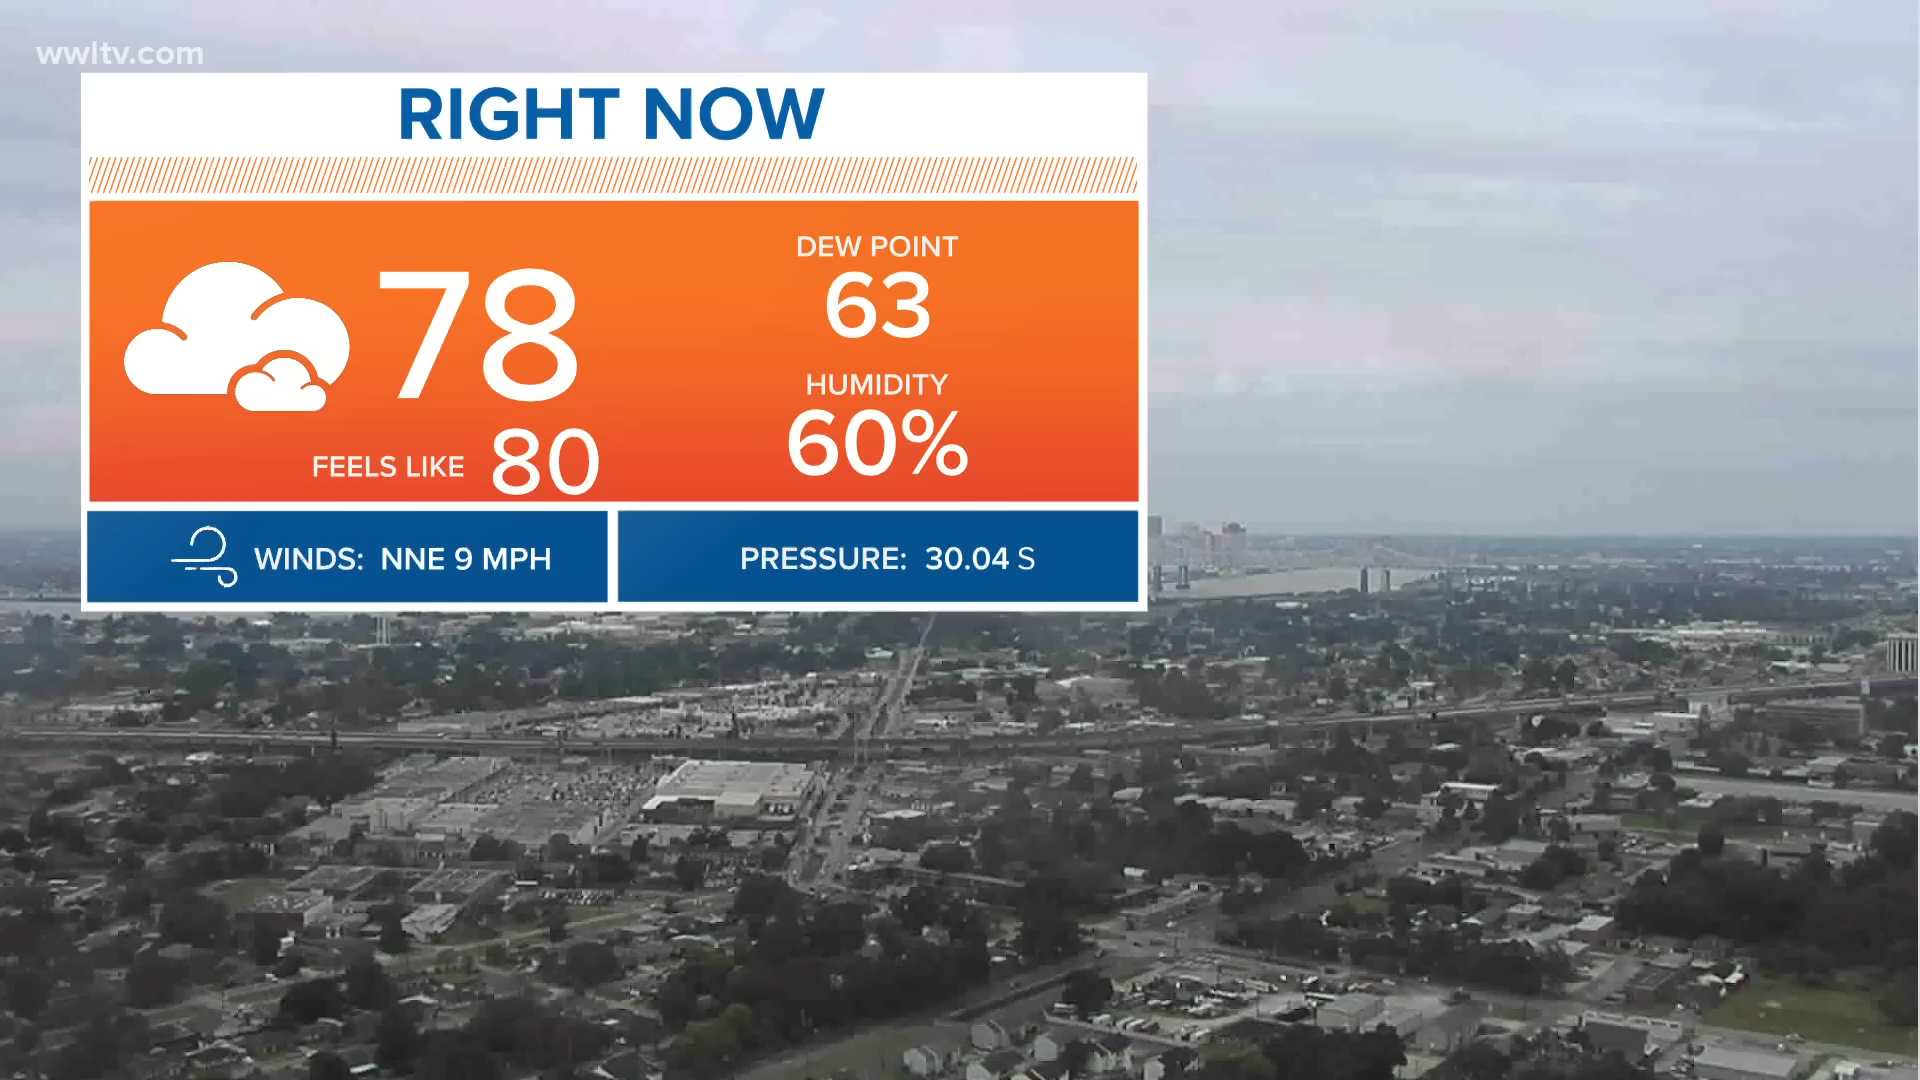 wwltv.com
RIGHT NOW
78
FEELS LIKE 80
DEW POINT
63
HUMIDITY
60%
WINDS: NNE 9 MPH
PRESSURE: 30.04 S